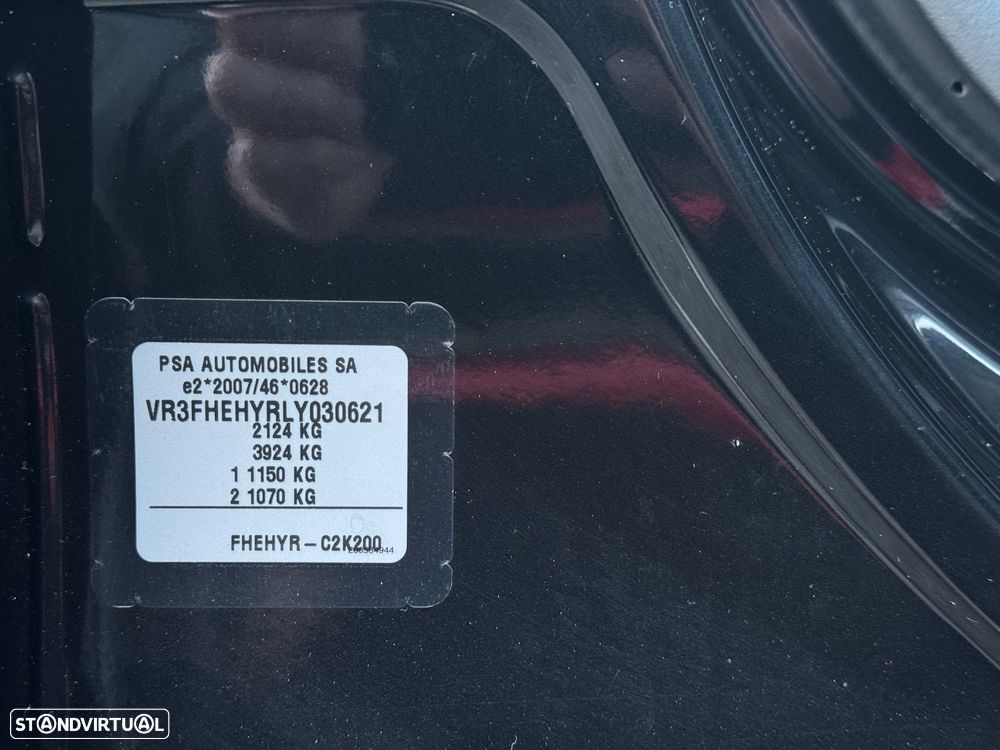 PSA AUTOMOBILES SA
e2*2007/46*0628
VR3FHEHYRLY030621
2124 KG
3924 KG
1 1150 KG
2 1070 KG
FHEHYR – C2K200
STANDVIRTUAL